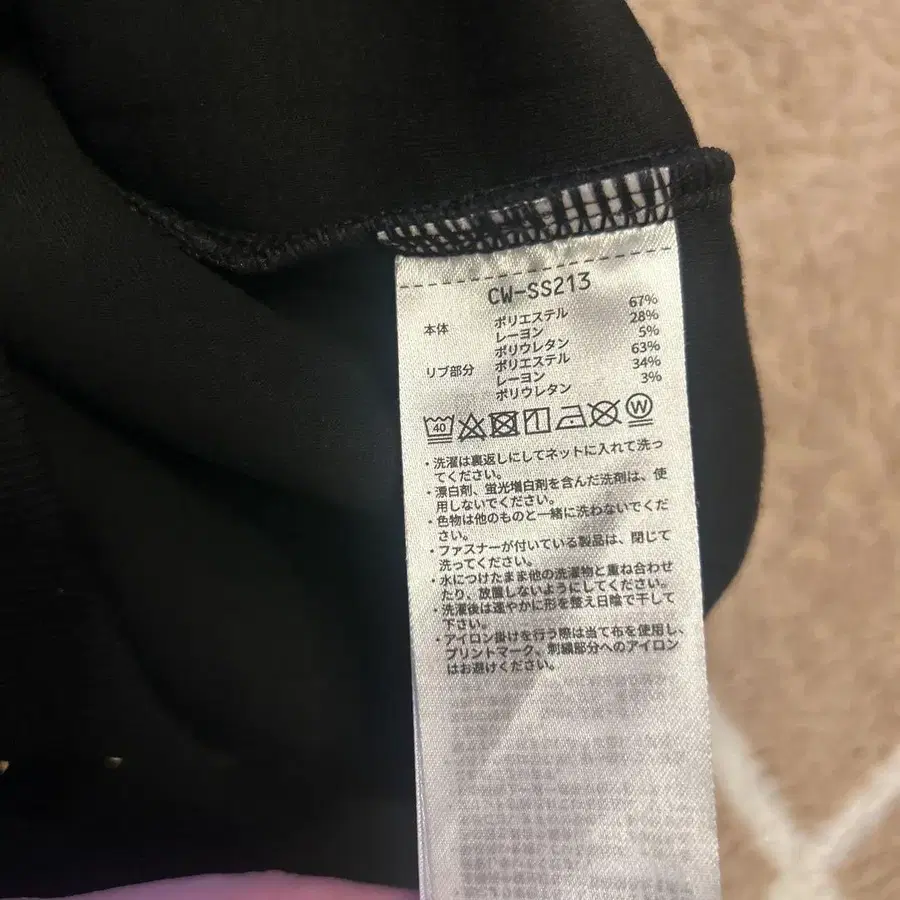 CW-SS213
本体 ポリエステル 67%
レーヨン 28%
ポリウレタン 5%
リブ部分 ポリエステル 63%
レーヨン 34%
ポリウレタン 3%
40 W
・洗濯は裏返しにしてネットに入れて洗っ
てください。
・漂白剤、蛍光増白剤を含んだ洗剤は、使
用しないでください。
・色物は他のものと一緒に洗わないでくだ
さい。
・ファスナーが付いている製品は、閉じて
洗ってください。
・水につけたまま他の洗濯物と重ね合わせ
たり、放置しないようにしてください。
・洗濯後は速やかに形を整え日陰で干して
下さい。
・アイロン掛けを行う際は当て布を使用し、
プリントマーク、刺繍部分へのアイロン
はお避けください。